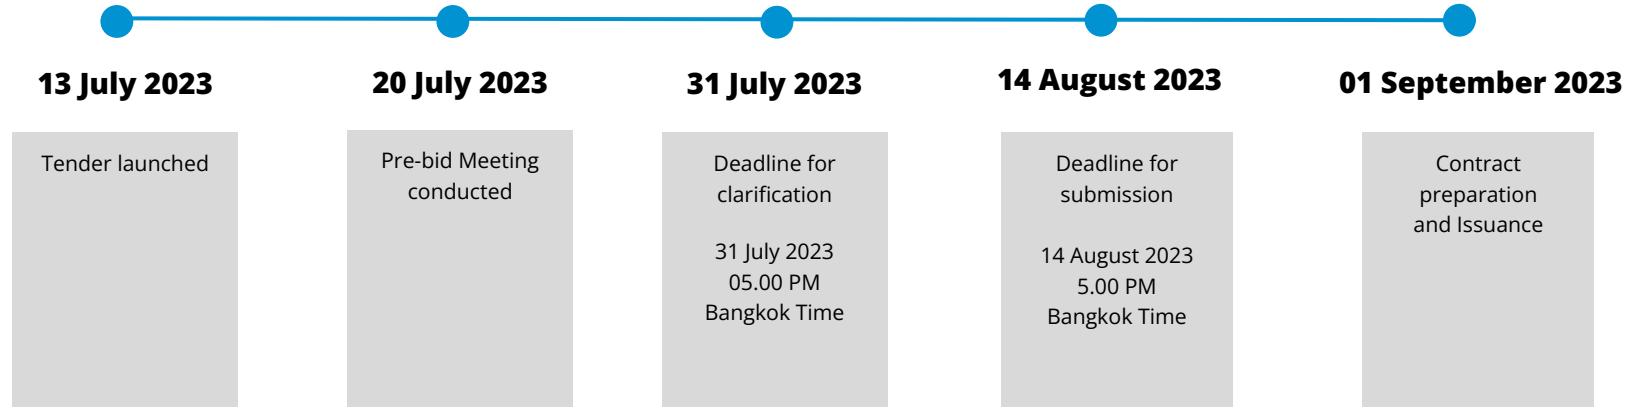 13 July 2023
Tender launched
20 July 2023
Pre-bid Meeting
conducted
31 July 2023
Deadline for
clarification
31 July 2023
05.00 PM
Bangkok Time
14 August 2023
Deadline for
submission
14 August 2023
5.00 PM
Bangkok Time
01 September 2023
Contract
preparation
and Issuance